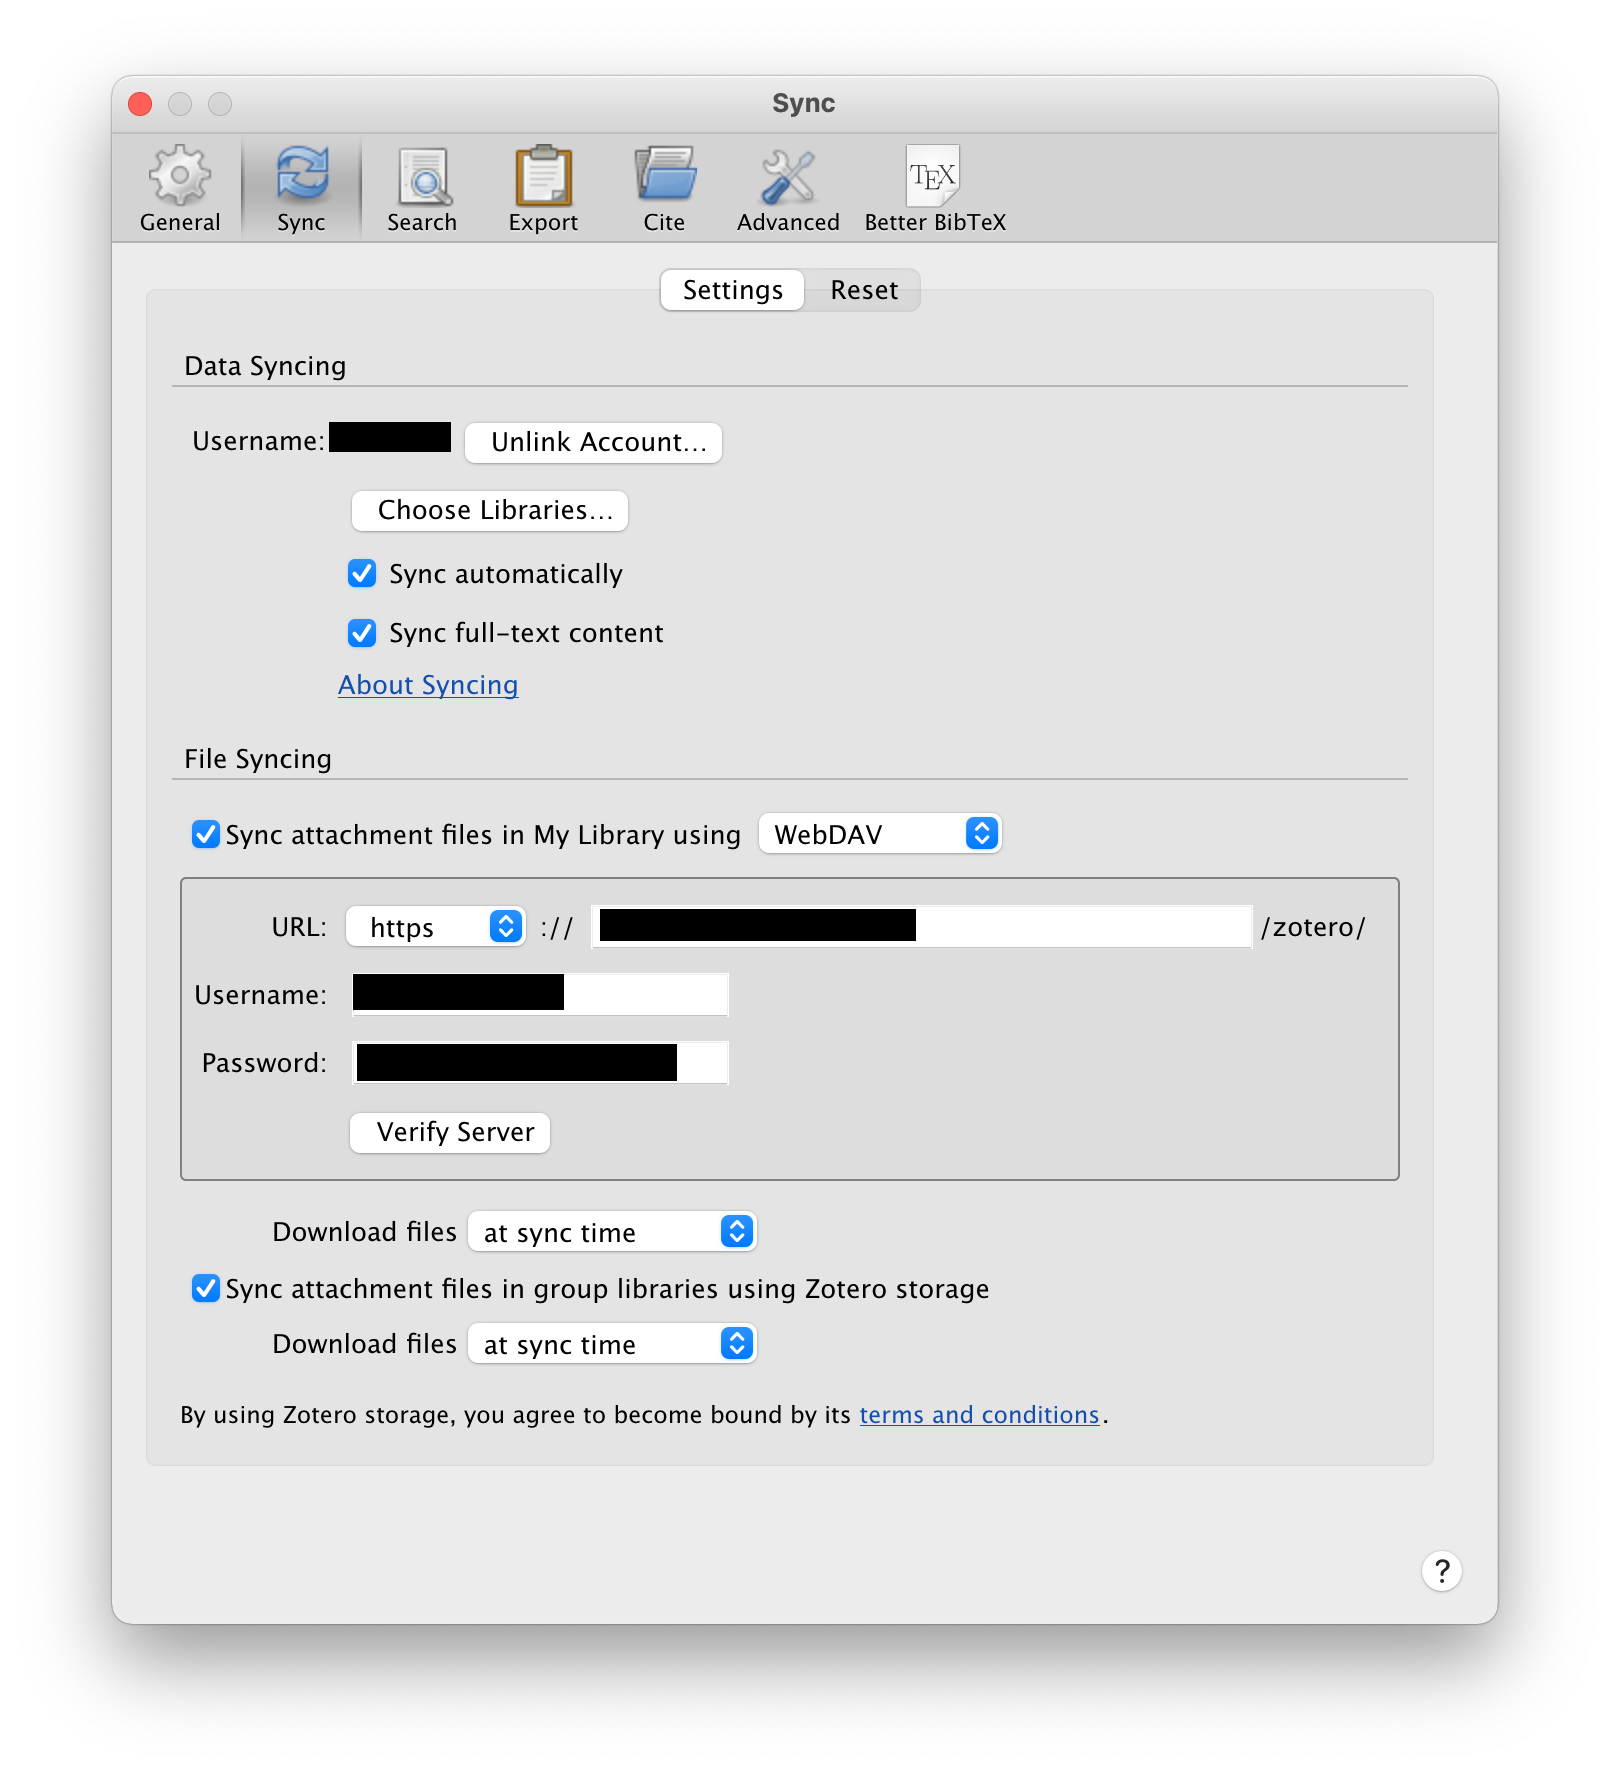 Sync
General Sync Search Export Cite Advanced TEX Better BibTeX
Settings Reset
Data Syncing
Username: Unlink Account...
Choose Libraries...
Sync automatically
Sync full-text content
About Syncing
File Syncing
Sync attachment files in My Library using WebDAV
URL: https :// /zotero/
Username:
Password:
Verify Server
Download files at sync time
Sync attachment files in group libraries using Zotero storage
Download files at sync time
By using Zotero storage, you agree to become bound by its terms and conditions.
?